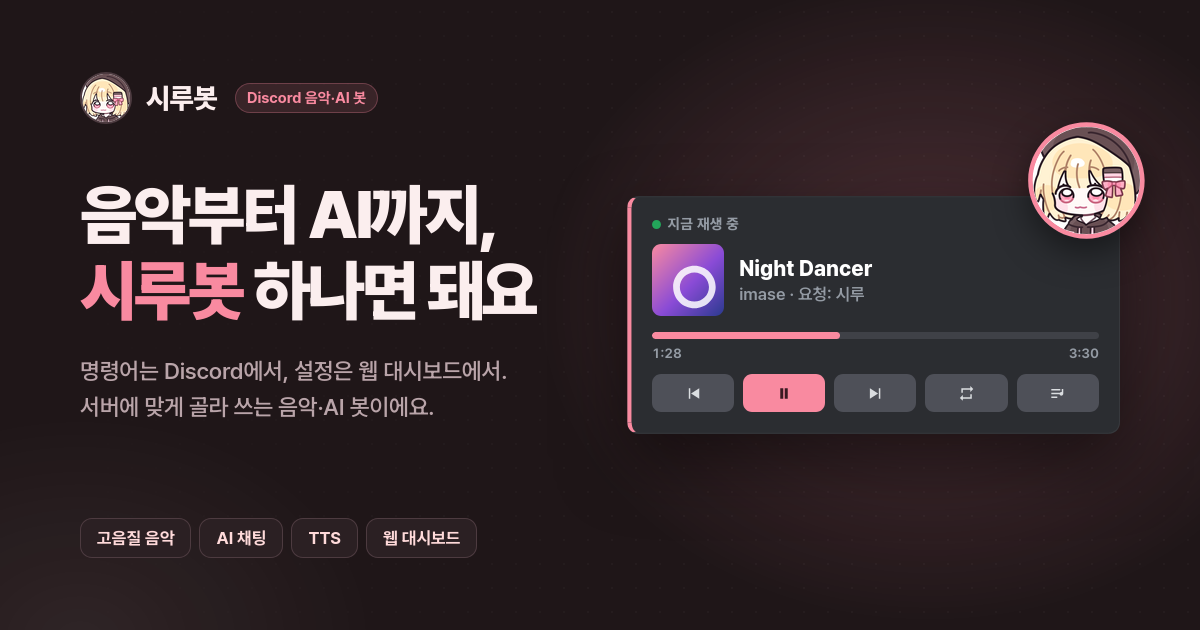 시루봇
Discord 음악·AI 봇
음악부터 AI까지,
시루봇 하나면 돼요
명령어는 Discord에서, 설정은 웹 대시보드에서.
서버에 맞게 골라 쓰는 음악·AI 봇이에요.
고음질 음악
AI 채팅
TTS
웹 대시보드
지금 재생 중
Night Dancer
imase · 요청: 시루
1:28
3:30